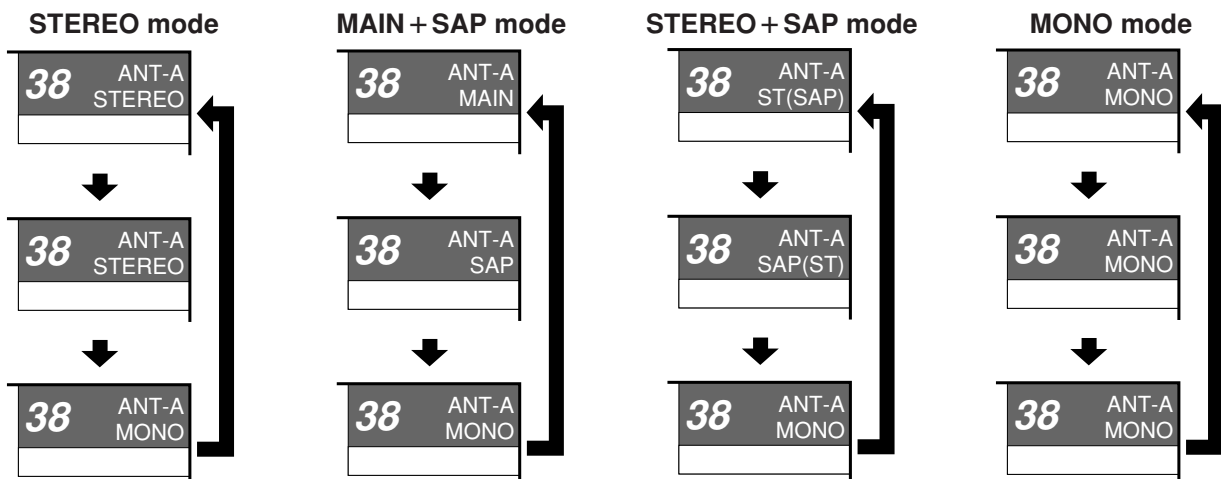 STEREO mode
38 ANT-A
STEREO
38 ANT-A
STEREO
38 ANT-A
MONO
MAIN + SAP mode
38 ANT-A
MAIN
38 ANT-A
SAP
38 ANT-A
MONO
STEREO + SAP mode
38 ANT-A
ST(SAP)
38 ANT-A
SAP(ST)
38 ANT-A
MONO
MONO mode
38 ANT-A
MONO
38 ANT-A
MONO
38 ANT-A
MONO